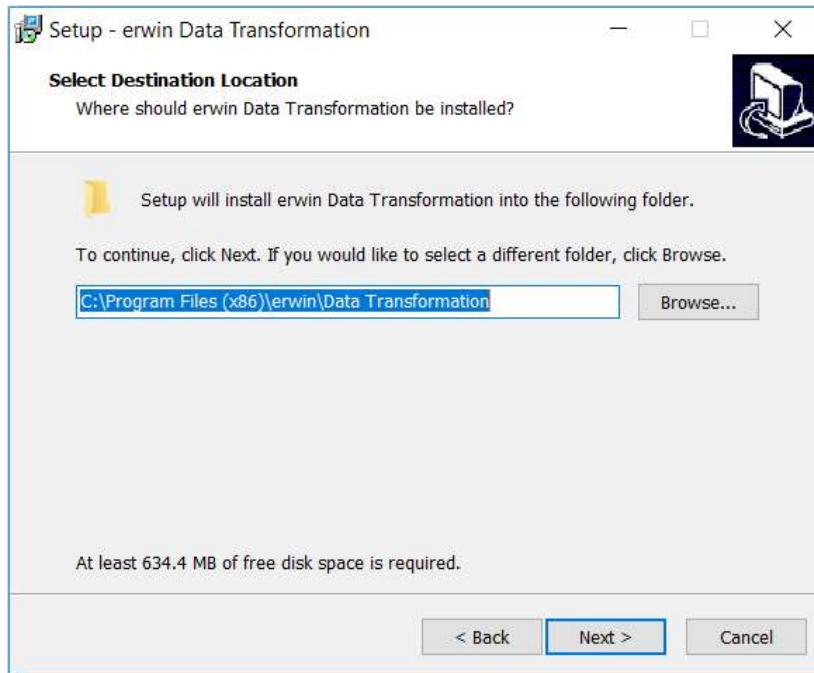 Setup - erwin Data Transformation
Select Destination Location
Where should erwin Data Transformation be installed?
Setup will install erwin Data Transformation into the following folder.
To continue, click Next. If you would like to select a different folder, click Browse.
C:\Program Files (x86)\erwin\Data Transformation
Browse...
At least 634.4 MB of free disk space is required.
< Back
Next >
Cancel